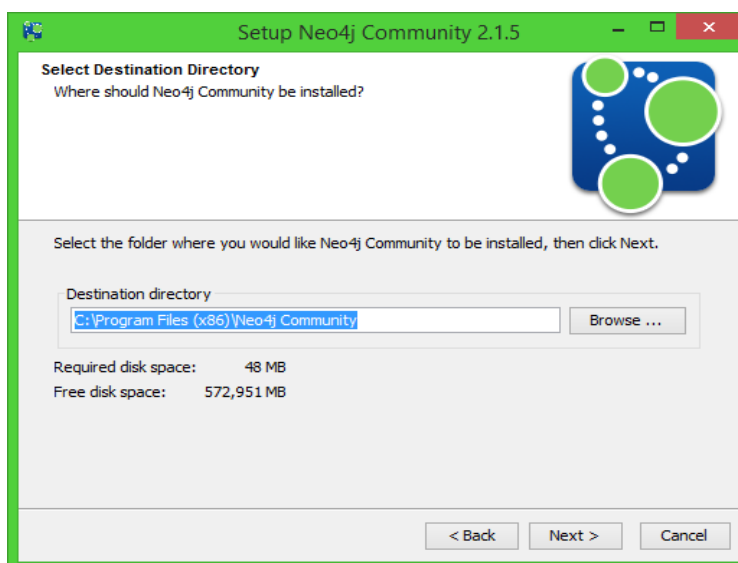 Setup Neo4j Community 2.1.5
Select Destination Directory
Where should Neo4j Community be installed?
Select the folder where you would like Neo4j Community to be installed, then click Next.
Destination directory
C:\Program Files (x86)\Neo4j Community
Browse ...
Required disk space: 48 MB
Free disk space: 572,951 MB
< Back Next > Cancel